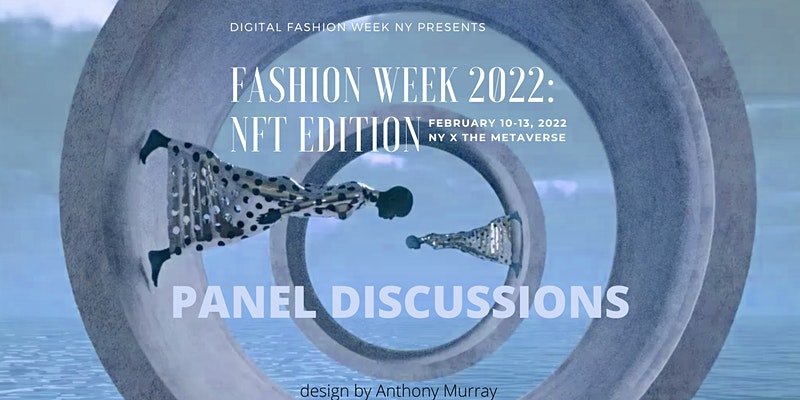 DIGITAL FASHION WEEK NY PRESENTS
FASHION WEEK 2022:
NFT EDITION
FEBRUARY 10-13, 2022
NY X THE METAVERSE
PANEL DISCUSSIONS
design by Anthony Murray